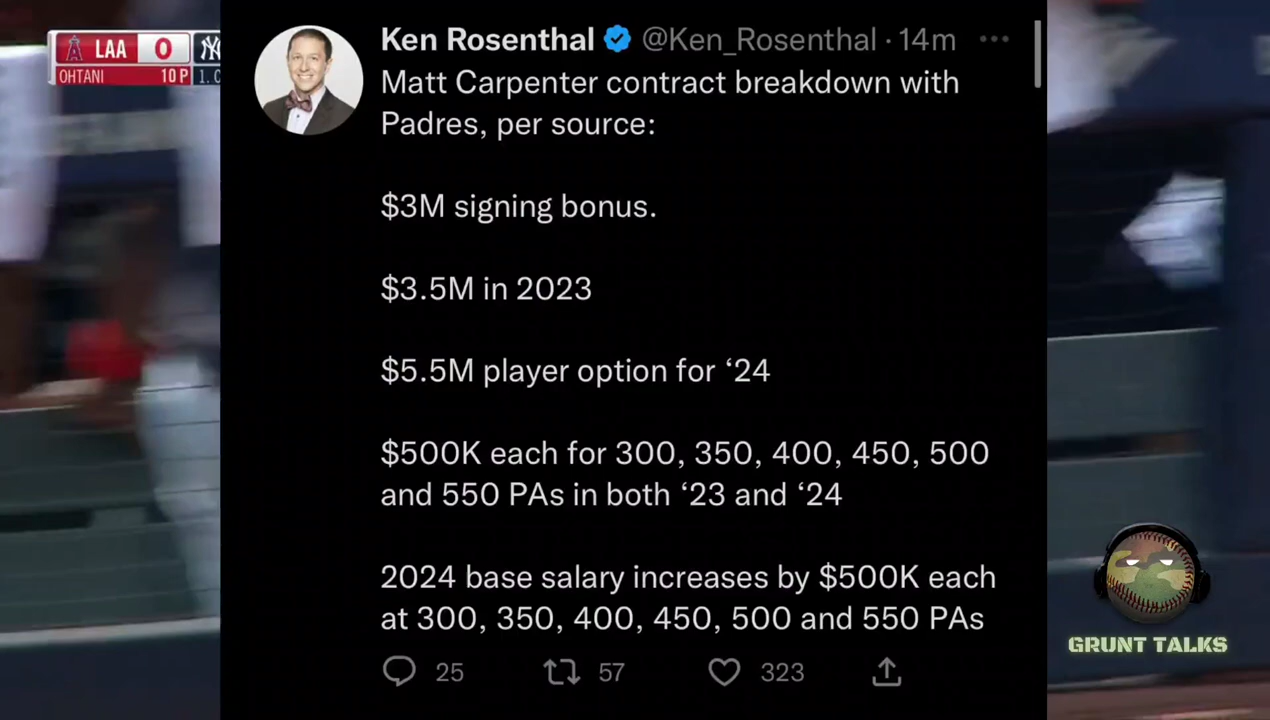 LAA 0
OHTANI 10 P 1.
Ken Rosenthal @Ken_Rosenthal · 14m ...
Matt Carpenter contract breakdown with
Padres, per source:
$3M signing bonus.
$3.5M in 2023
$5.5M player option for ‘24
$500K each for 300, 350, 400, 450, 500
and 550 PAs in both ‘23 and ‘24
2024 base salary increases by $500K each
at 300, 350, 400, 450, 500 and 550 PAs
25 57 323
GRUNT TALKS